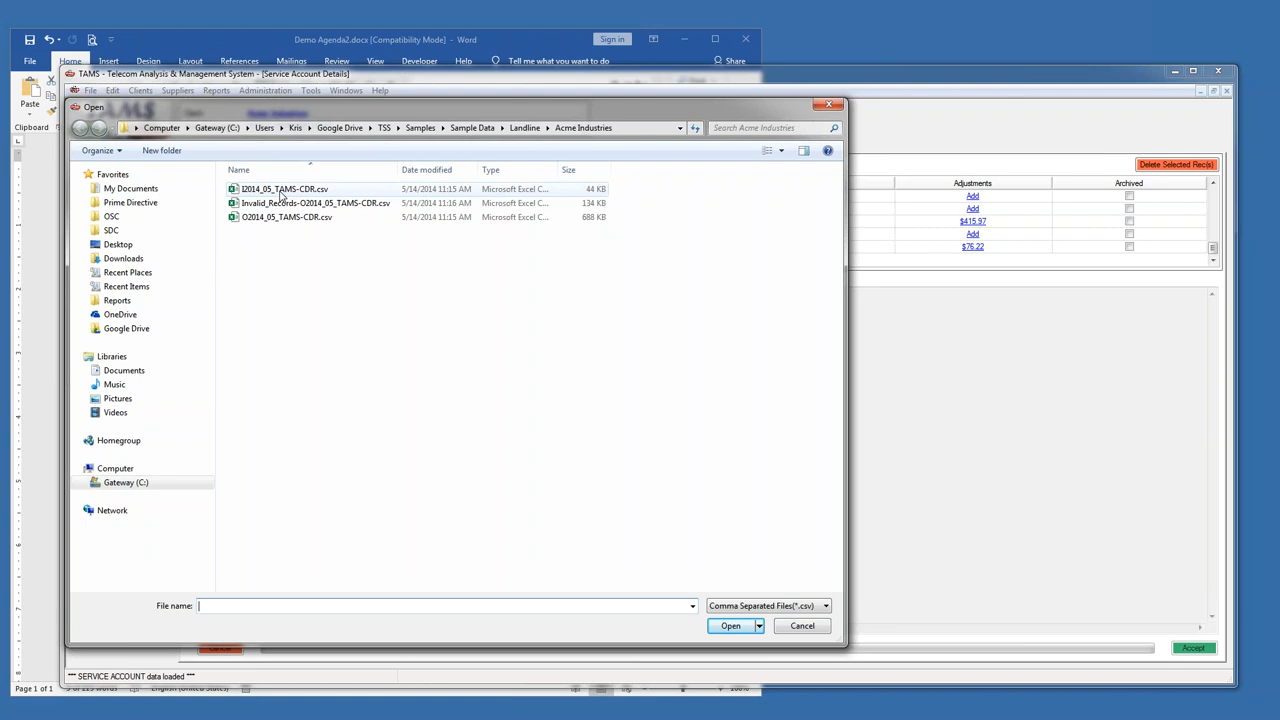 Demo Agenda2.docx [Compatibility Mode] - Word
Sign in
File Home Insert Design Layout References Mailings Review View Developer Help Tell me what you want to do Share
Paste
Clipboard
TAMS - Telecom Analysis & Management System - [Service Account Details]
File Edit Clients Suppliers Reports Administration Tools Windows Help
Open
Computer Gateway (C:) Users Kris Google Drive TSS Samples Sample Data Landline Acme Industries
Search Acme Industries
Organize New folder
Name Date modified Type Size
I2014_05_TAMS-CDR.csv 5/14/2014 11:15 AM Microsoft Excel C... 44 KB
Invalid_Records-O2014_05_TAMS-CDR.csv 5/14/2014 11:16 AM Microsoft Excel C... 134 KB
O2014_05_TAMS-CDR.csv 5/14/2014 11:15 AM Microsoft Excel C... 688 KB
Favorites
My Documents
Prime Directive
OSC
SDC
Desktop
Downloads
Recent Places
Recent Items
Reports
OneDrive
Google Drive
Libraries
Documents
Music
Pictures
Videos
Homegroup
Computer
Gateway (C:)
Network
File name:
Comma Separated Files(*.csv)
Open
Cancel
Delete Selected Rec(s)
Adjustments Archived
Add
Add
$415.97
Add
$76.22
Cancel
Accept
*** SERVICE ACCOUNT data loaded ***
Page 1 of 1